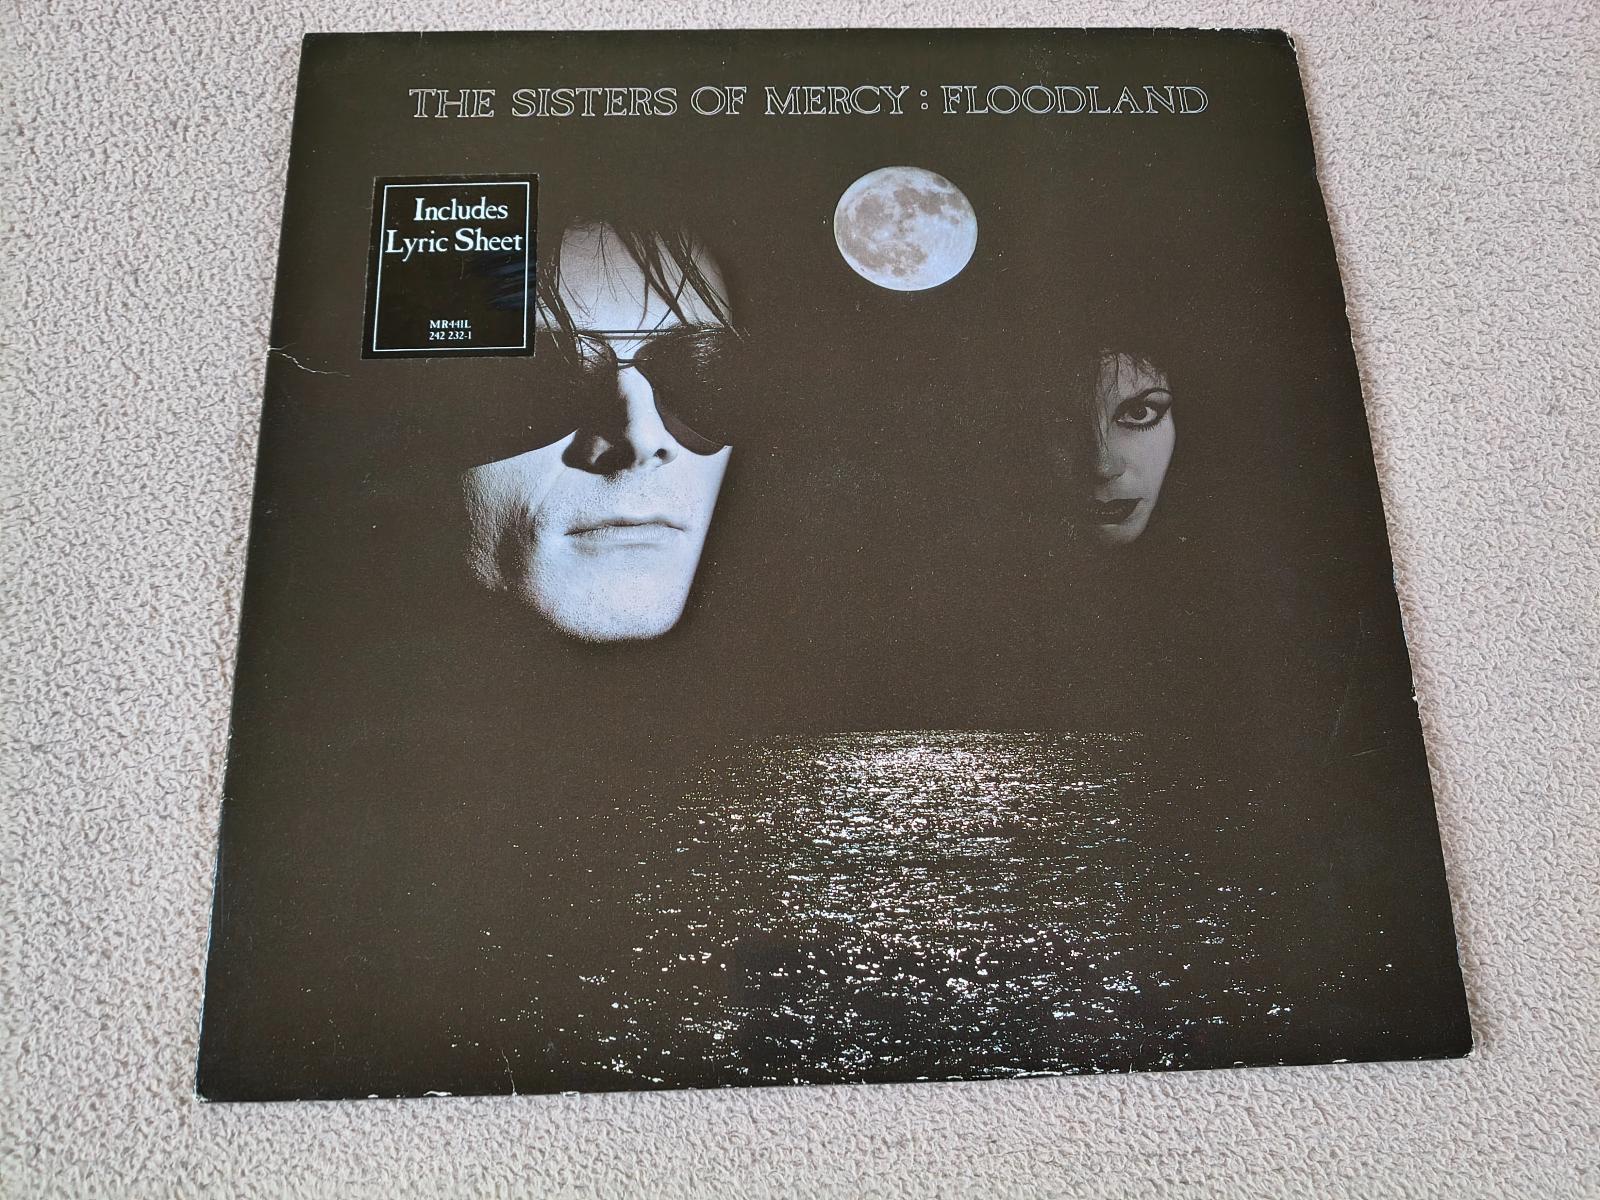 THE SISTERS OF MERCY : FLOODLAND
Includes
Lyric Sheet
MR441L
242 232-1